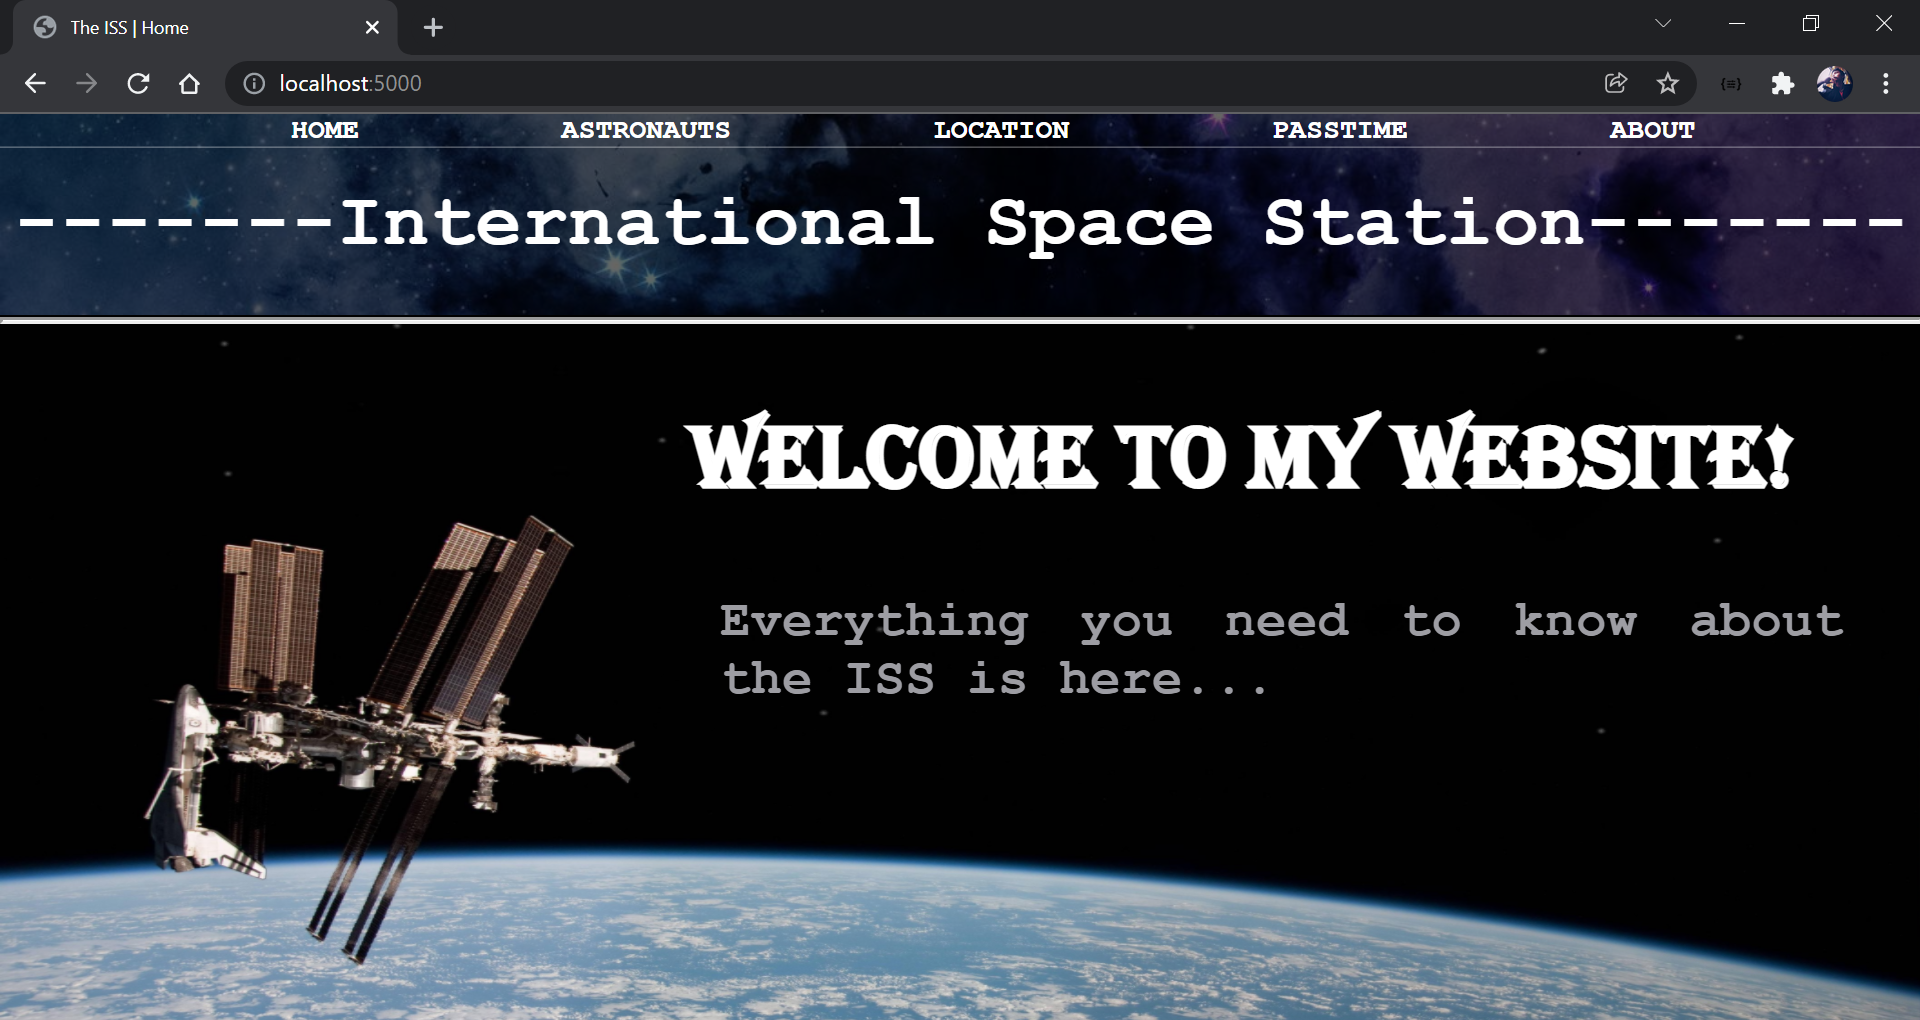 The ISS | Home
localhost:5000
HOME ASTRONAUTS LOCATION PASSTIME ABOUT
-------International Space Station-------
WELCOME TO MY WEBSITE!
Everything you need to know about
the ISS is here...